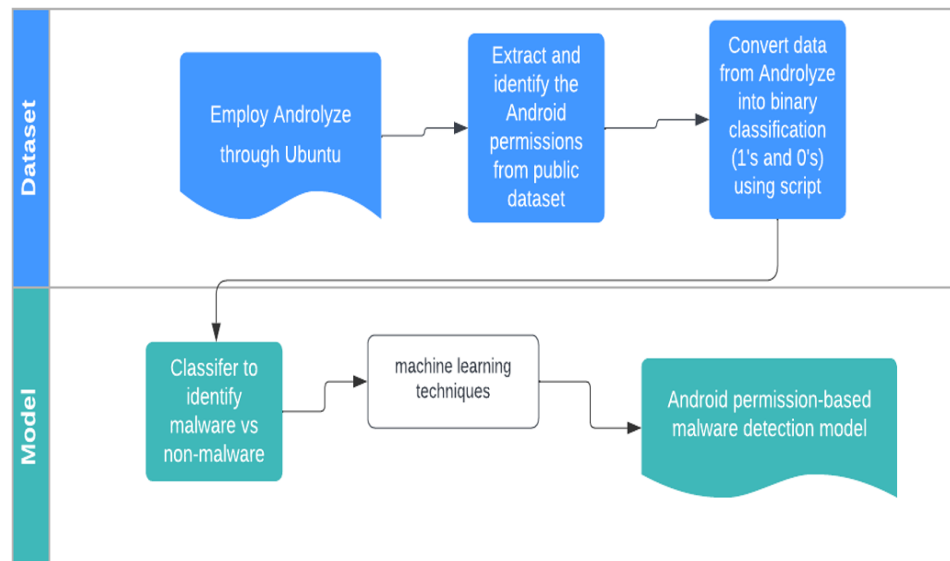 Dataset
Employ Androlyze
through Ubuntu
Extract and
identify the
Android
permissions
from public
dataset
Convert data
from Androlyze
into binary
classification
(1's and 0's)
using script
Model
Classifer to
identify
malware vs
non-malware
machine learning
techniques
Android permission-based
malware detection model